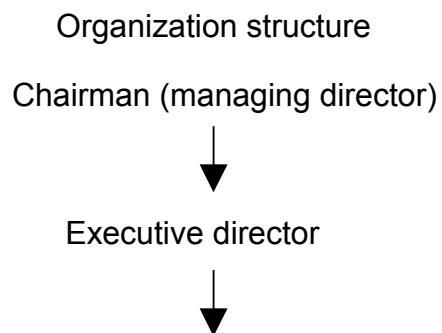 Organization structure
Chairman (managing director)
Executive director